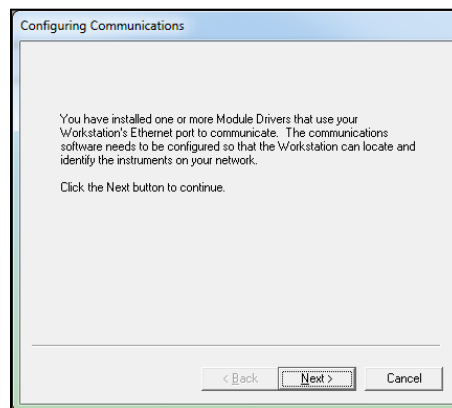 Configuring Communications
You have installed one or more Module Drivers that use your
Workstation's Ethernet port to communicate. The communications
software needs to be configured so that the Workstation can locate and
identify the instruments on your network.
Click the Next button to continue.
< Back Next > Cancel